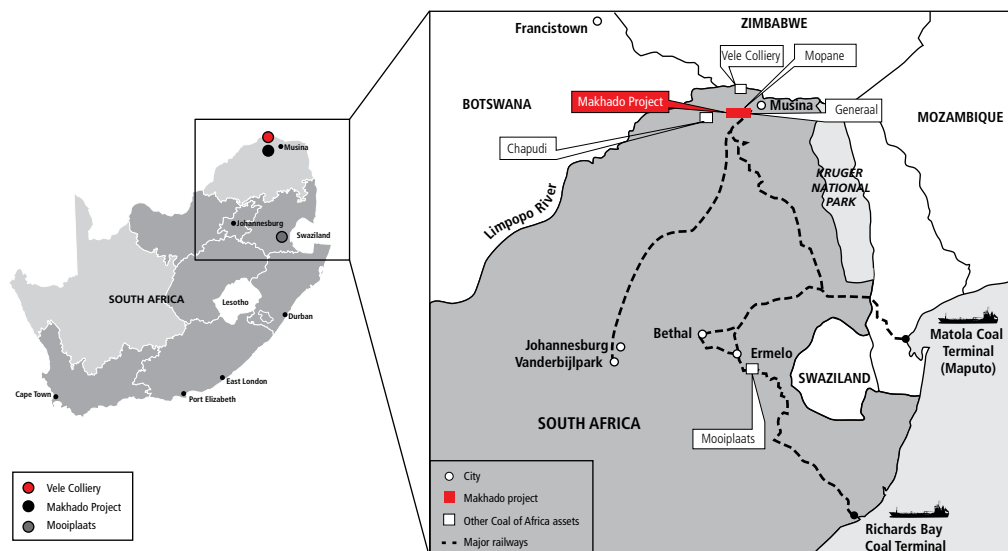 Musina
Johannesburg
Swaziland
SOUTH AFRICA
Lesotho
Durban
East London
Port Elizabeth
Cape Town
Vele Colliery
Makhado Project
Mooiplaats
ZIMBABWE
Francistown
Vele Colliery
Mopane
BOTSWANA
Makhado Project
Musina
Generaal
MOZAMBIQUE
Chapudi
KRUGER
NATIONAL
PARK
Limpopo River
Johannesburg
Vanderbijlpark
Bethal
Ermelo
Matola Coal
Terminal
(Maputo)
SWAZILAND
SOUTH AFRICA
Mooiplaats
City
Makhado project
Other Coal of Africa assets
Major railways
Richards Bay
Coal Terminal